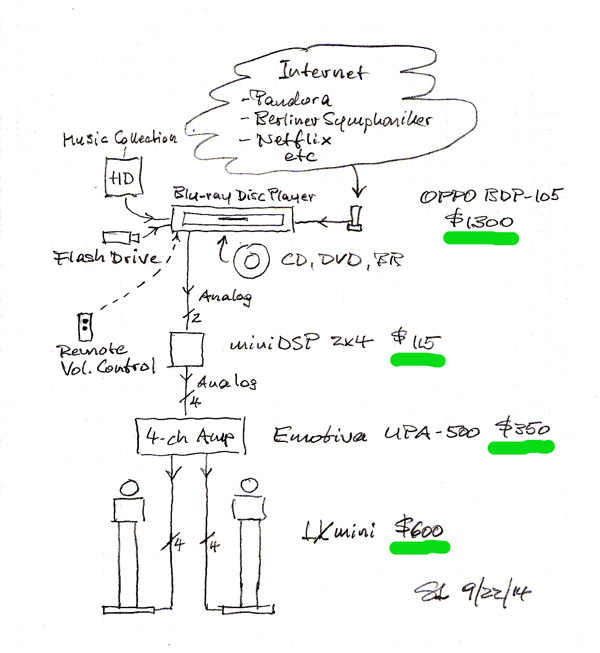 Internet
- Pandora
- Berliner Symphoniker
- Netflix
etc
Music Collection
HD
Blu-ray Disc Player
OPPO BDP-105
$1300
Flash Drive
CD, DVD, BR
Analog
2
Remote
Vol. Control
miniDSP 2x4 $115
Analog
4
4-ch Amp
Emotiva UPA-500 $350
4
4
LXmini $600
SL 9/22/14